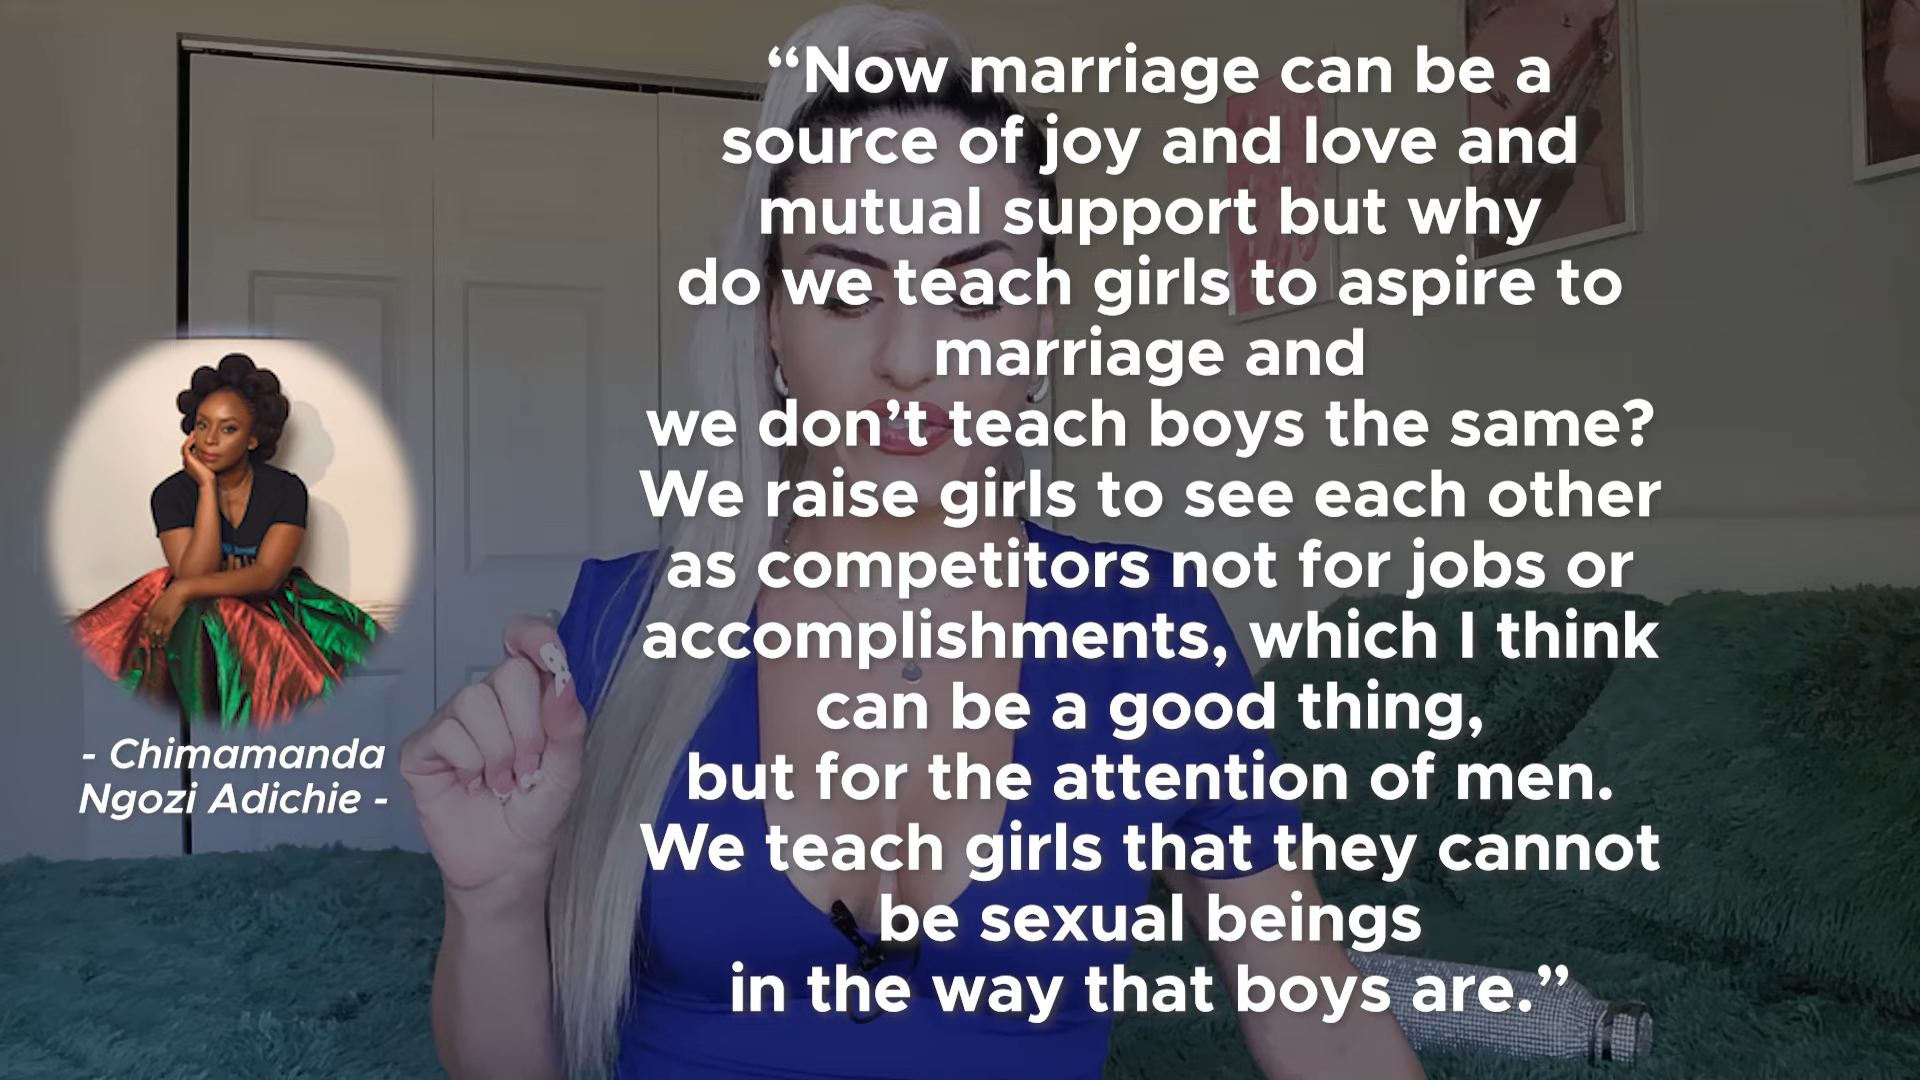 “Now marriage can be a
source of joy and love and
mutual support but why
do we teach girls to aspire to
marriage and
we don’t teach boys the same?
We raise girls to see each other
as competitors not for jobs or
accomplishments, which I think
can be a good thing,
but for the attention of men.
We teach girls that they cannot
be sexual beings
in the way that boys are.”
- Chimamanda
Ngozi Adichie -